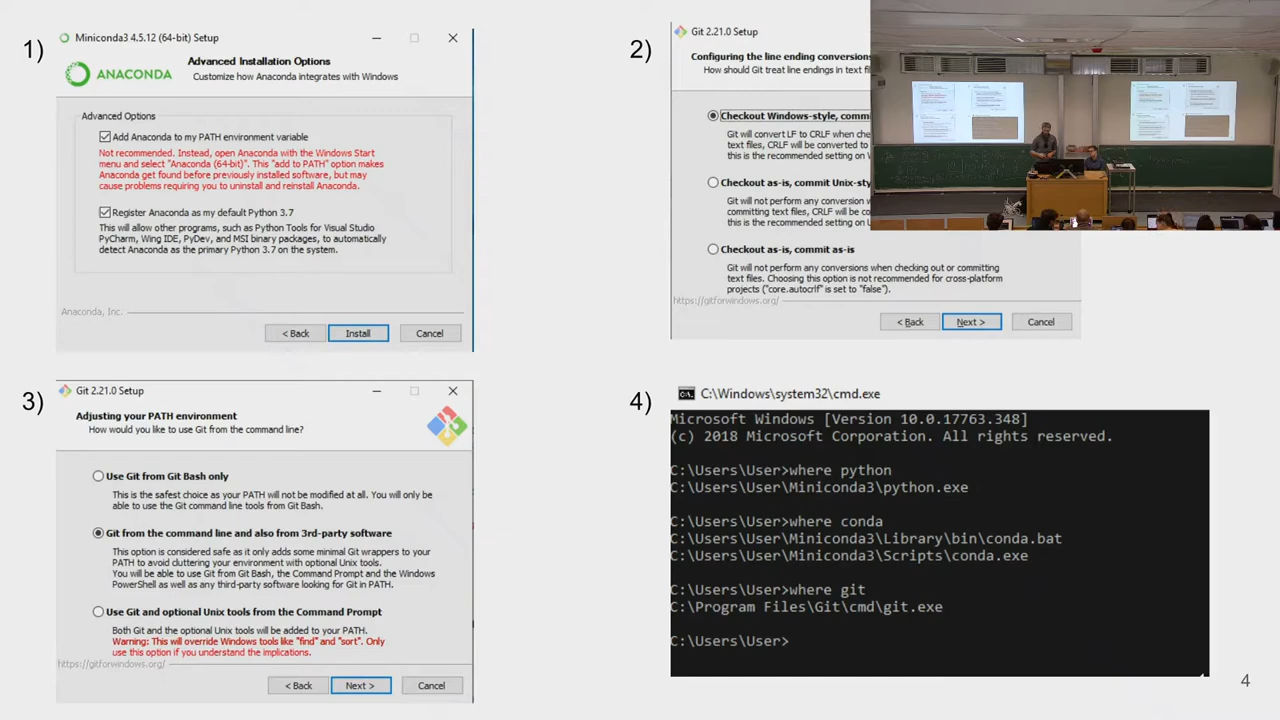 1)
Miniconda3 4.5.12 (64-bit) Setup
ANACONDA
Advanced Installation Options
Customize how Anaconda integrates with Windows
Advanced Options
Add Anaconda to my PATH environment variable
Not recommended. Instead, open Anaconda with the Windows Start
menu and select "Anaconda (64-bit)". This "add to PATH" option makes
Anaconda get found before previously installed software, but may
cause problems requiring you to uninstall and reinstall Anaconda.
Register Anaconda as my default Python 3.7
This will allow other programs, such as Python Tools for Visual Studio
PyCharm, Wing IDE, PyDev, and MSI binary packages, to automatically
detect Anaconda as the primary Python 3.7 on the system.
Anaconda, Inc.
< Back
Install
Cancel
2)
Git 2.21.0 Setup
Configuring the line ending conversions
How should Git treat line endings in text
Checkout Windows-style,
Git will convert LF to CRLF when
text files, CRLF will be converted to
this is the recommended setting on
Checkout as-is, commit Unix-sty
Git will not perform any conversions
committing text files, CRLF will be
this is the recommended setting on
Checkout as-is, commit as-is
Git will not perform any conversions when checking out or committing
text files. Choosing this option is not recommended for cross-platform
projects ("core.autocrlf" is set to "false").
https://gitforwindows.org/
< Back
Next >
Cancel
3)
Git 2.21.0 Setup
Adjusting your PATH environment
How would you like to use Git from the command line?
Use Git from Git Bash only
This is the safest choice as your PATH will not be modified at all. You will only be
able to use the Git command line tools from Git Bash.
Git from the command line and also from 3rd-party software
This option is considered safe as it only adds some minimal Git wrappers to your
PATH to avoid cluttering your environment with optional Unix tools.
You will be able to use Git from Git Bash, the Command Prompt and the Windows
PowerShell as well as any third-party software looking for Git in PATH.
Use Git and optional Unix tools from the Command Prompt
Both Git and the optional Unix tools will be added to your PATH.
Warning: This will override Windows tools like "find" and "sort". Only
use this option if you understand the implications.
https://gitforwindows.org/
< Back
Next >
Cancel
4)
C:\Windows\system32\cmd.exe
Microsoft Windows [Version 10.0.17763.348]
(c) 2018 Microsoft Corporation. All rights reserved.
C:\Users\User>where python
C:\Users\User\Miniconda3\python.exe
C:\Users\User>where conda
C:\Users\User\Miniconda3\Library\bin\conda.bat
C:\Users\User\Miniconda3\Scripts\conda.exe
C:\Users\User>where git
C:\Program Files\Git\cmd\git.exe
C:\Users\User>
4